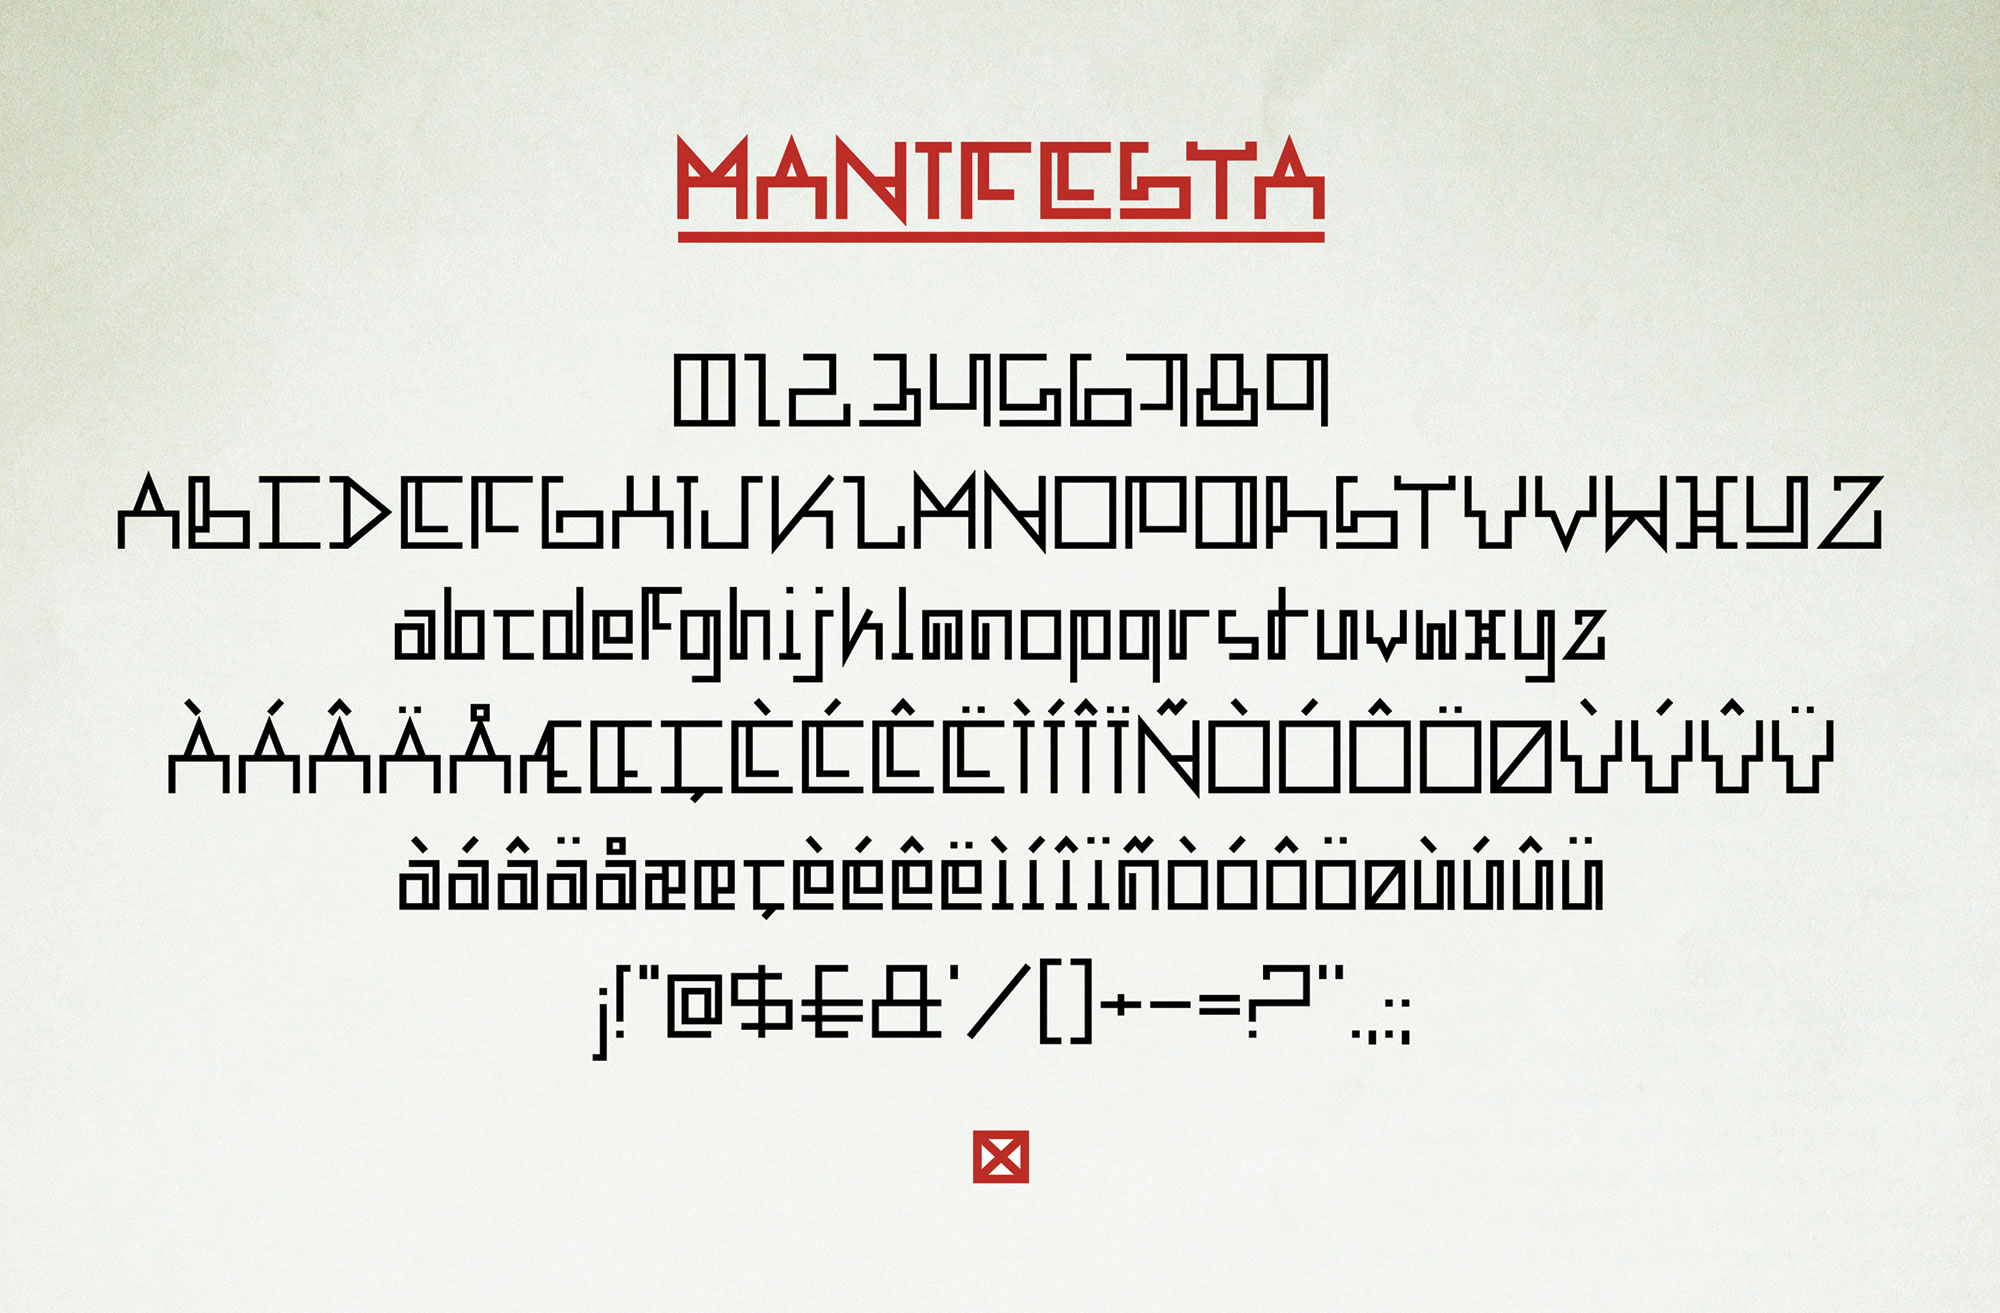 MANIFESTA
0123456789
ABCDEFGHIJKLMNOPQRSTUVWXYZ
abcdefghijklmnopqrstuvwxyz
ÀÁÂÄÅÆŒÇÈÉÊËÌÍÎÏÑÒÓÔÖØÙÚÛÜ
àáâäåæœçèéêëìíîïñòóôöøùúûü
j!"@$€&'/[]+-=?".,:;